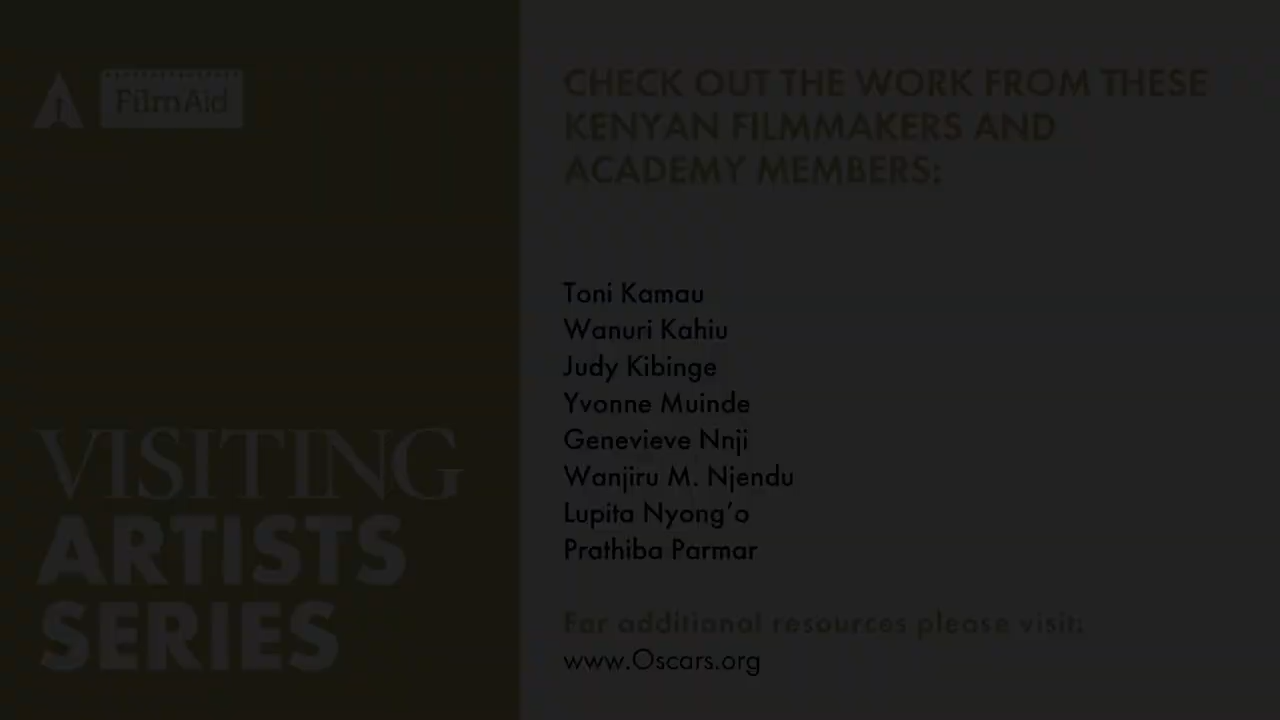 FilmAid
VISITING
ARTISTS
SERIES
CHECK OUT THE WORK FROM THESE
KENYAN FILMMAKERS AND
ACADEMY MEMBERS:
Toni Kamau
Wanuri Kahiu
Judy Kibinge
Yvonne Muinde
Genevieve Nnji
Wanjiru M. Njendu
Lupita Nyong’o
Prathiba Parmar
For additional resources please visit:
www.Oscars.org